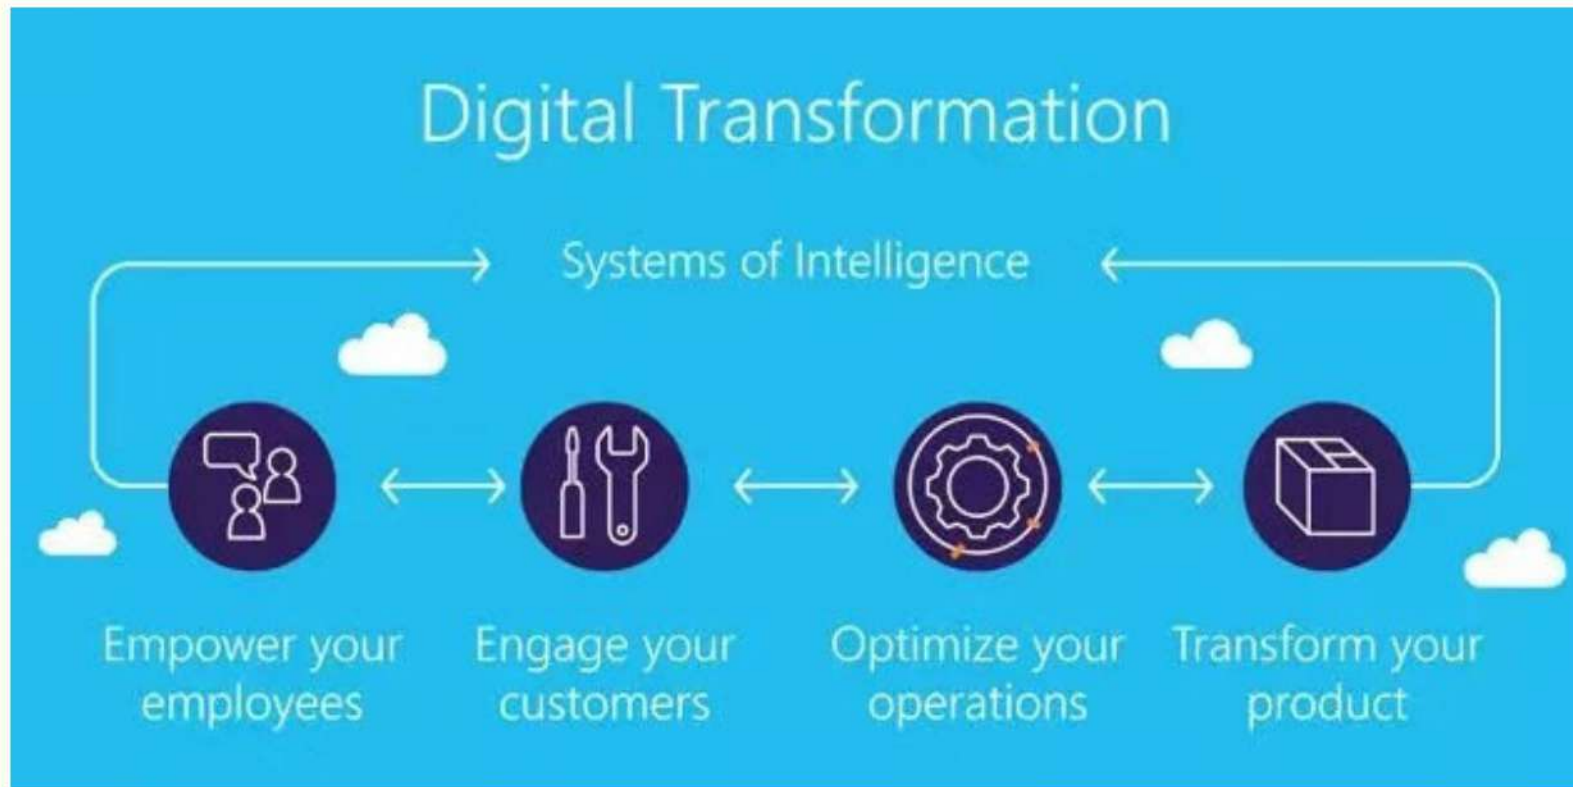 Digital Transformation
Systems of Intelligence
Empower your
employees
Engage your
customers
Optimize your
operations
Transform your
product